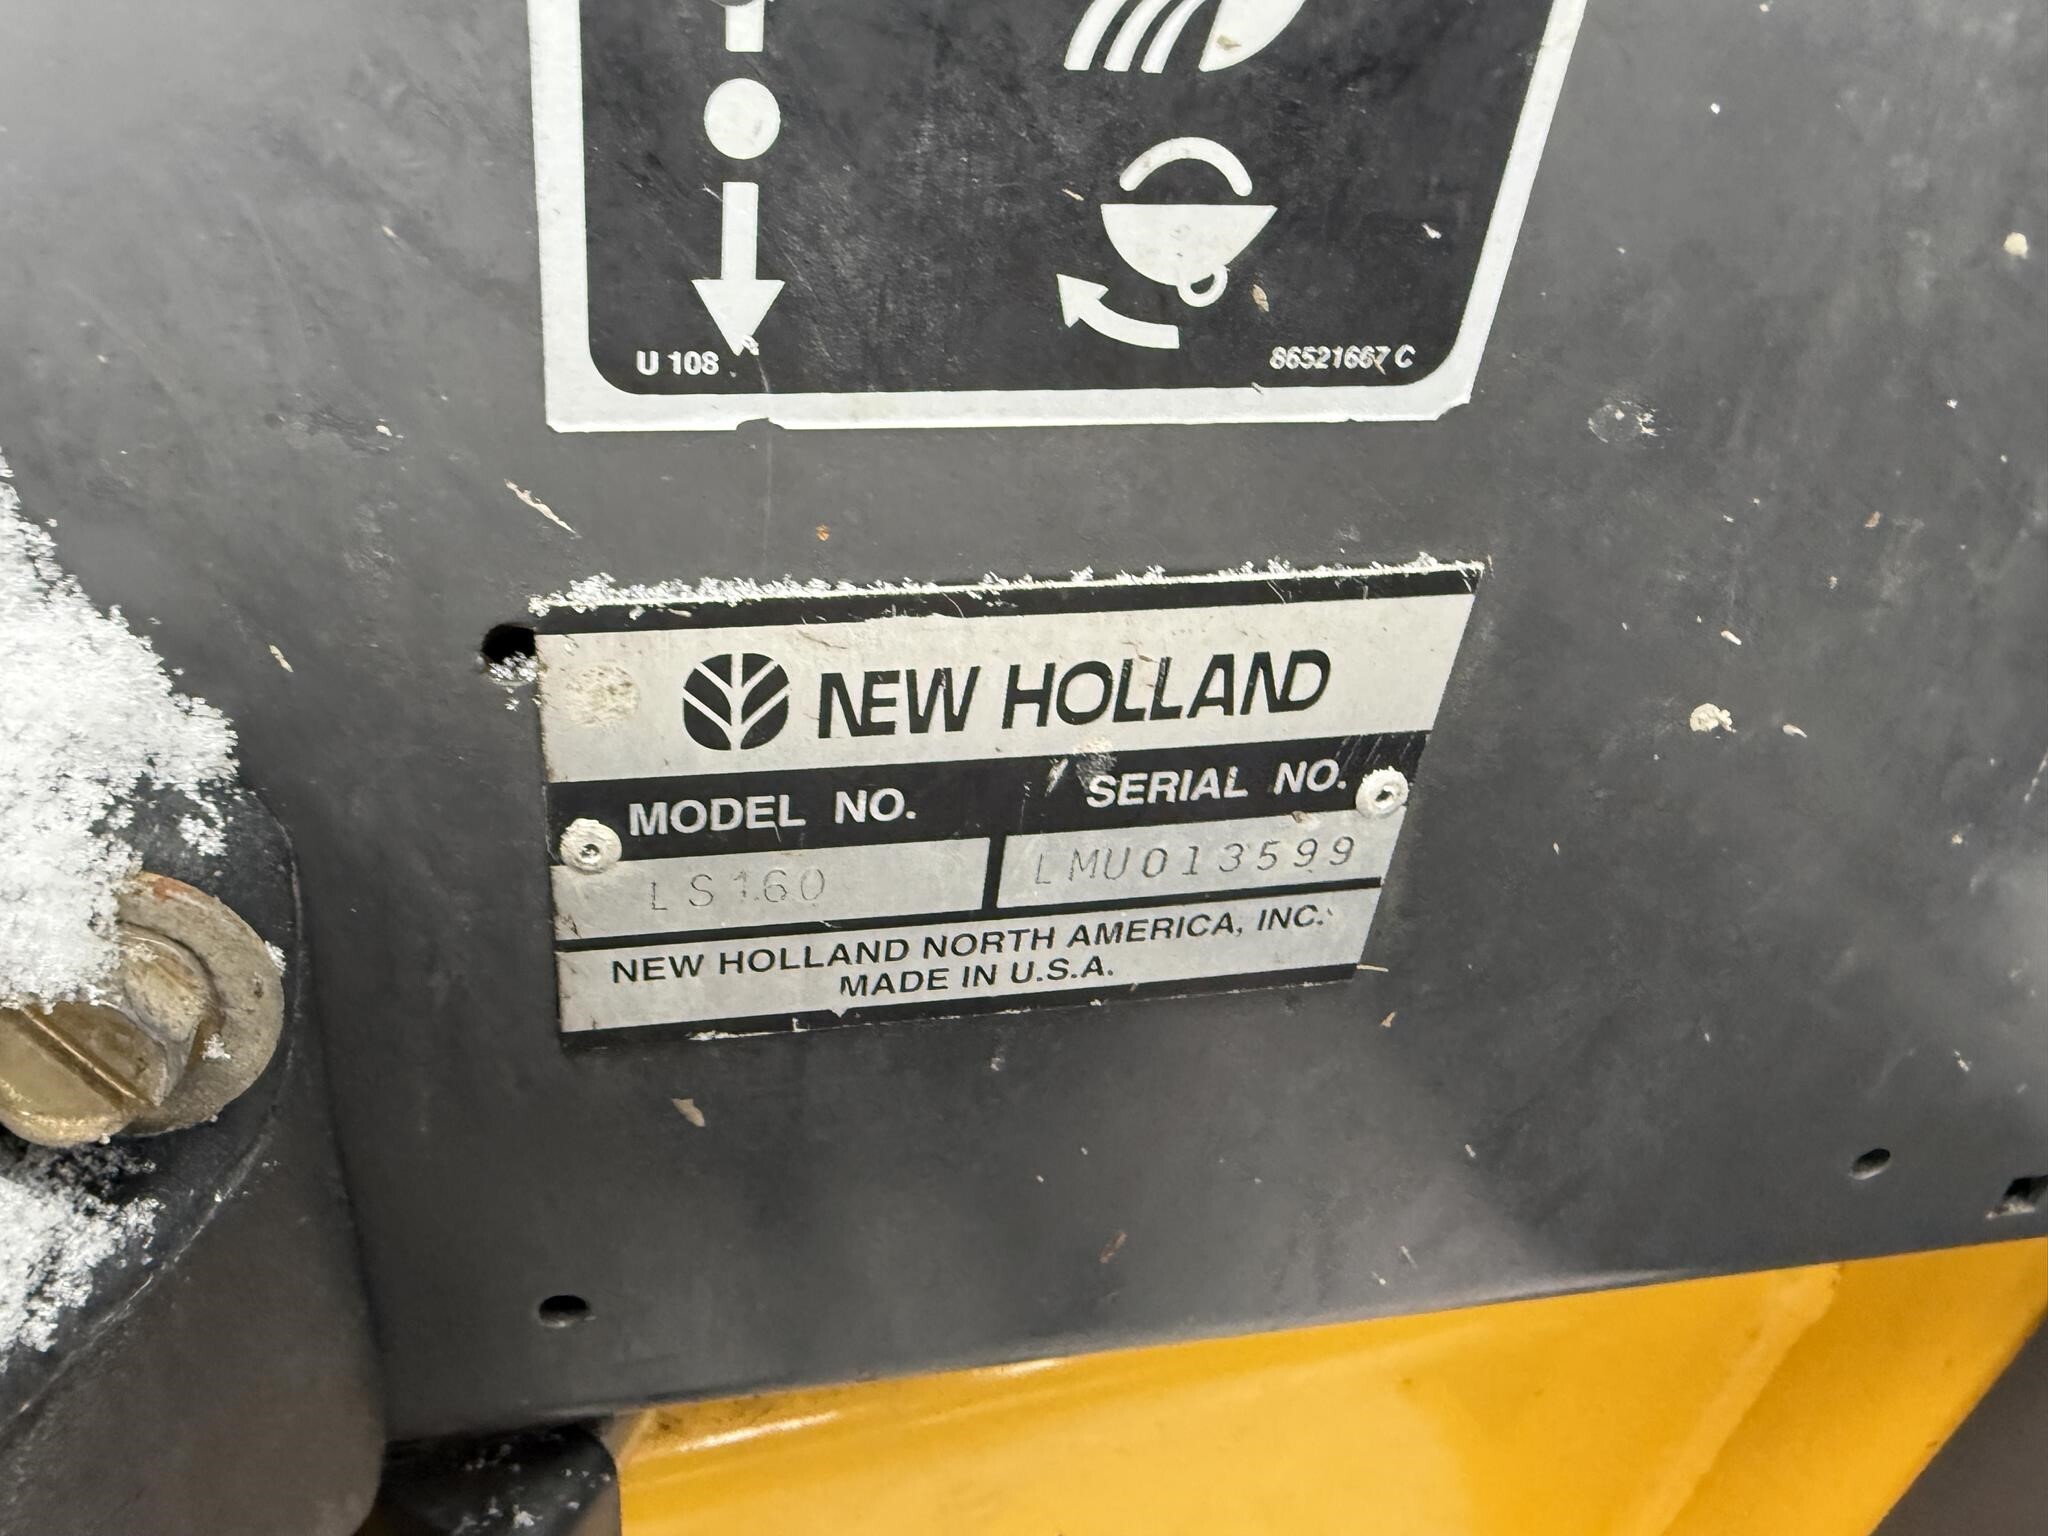 U 108
86521667 C
NEW HOLLAND
MODEL NO. SERIAL NO.
LS160 LMU013599
NEW HOLLAND NORTH AMERICA, INC.
MADE IN U.S.A.